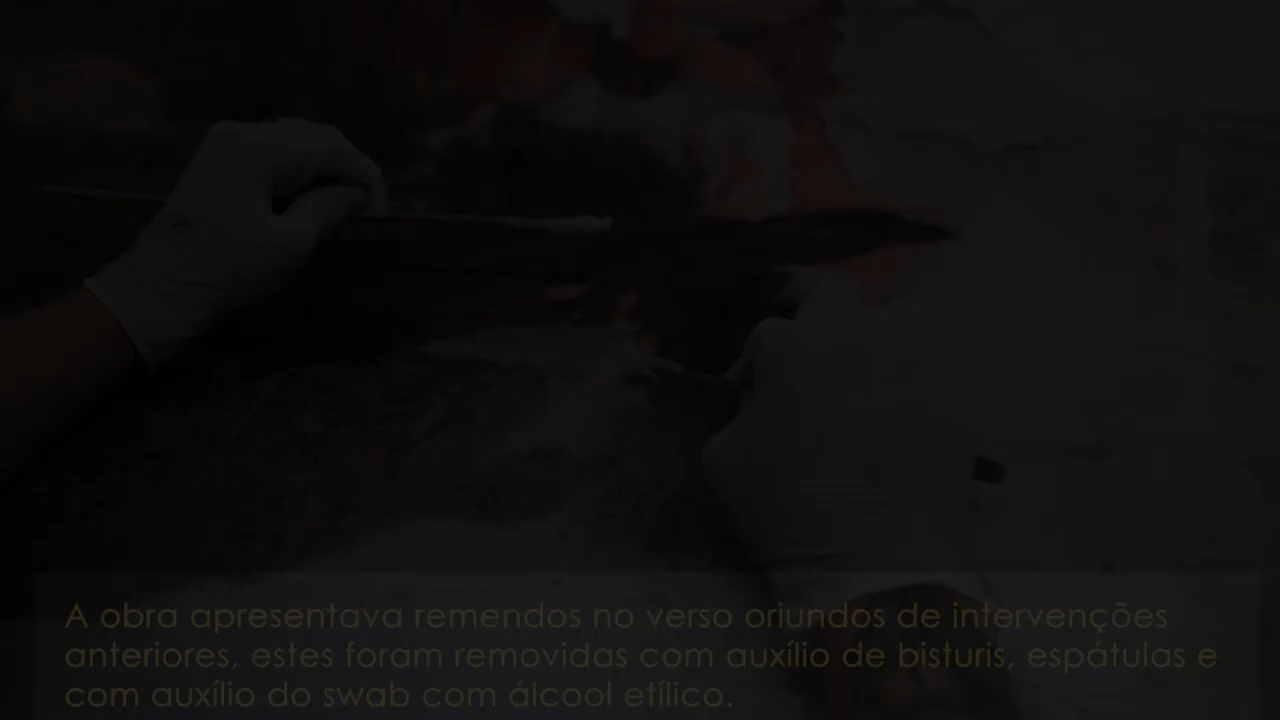 A obra apresentava remendos no verso oriundos de intervenções
anteriores, estes foram removidas com auxílio de bisturis, espátulas e
com auxílio do swab com álcool etílico.